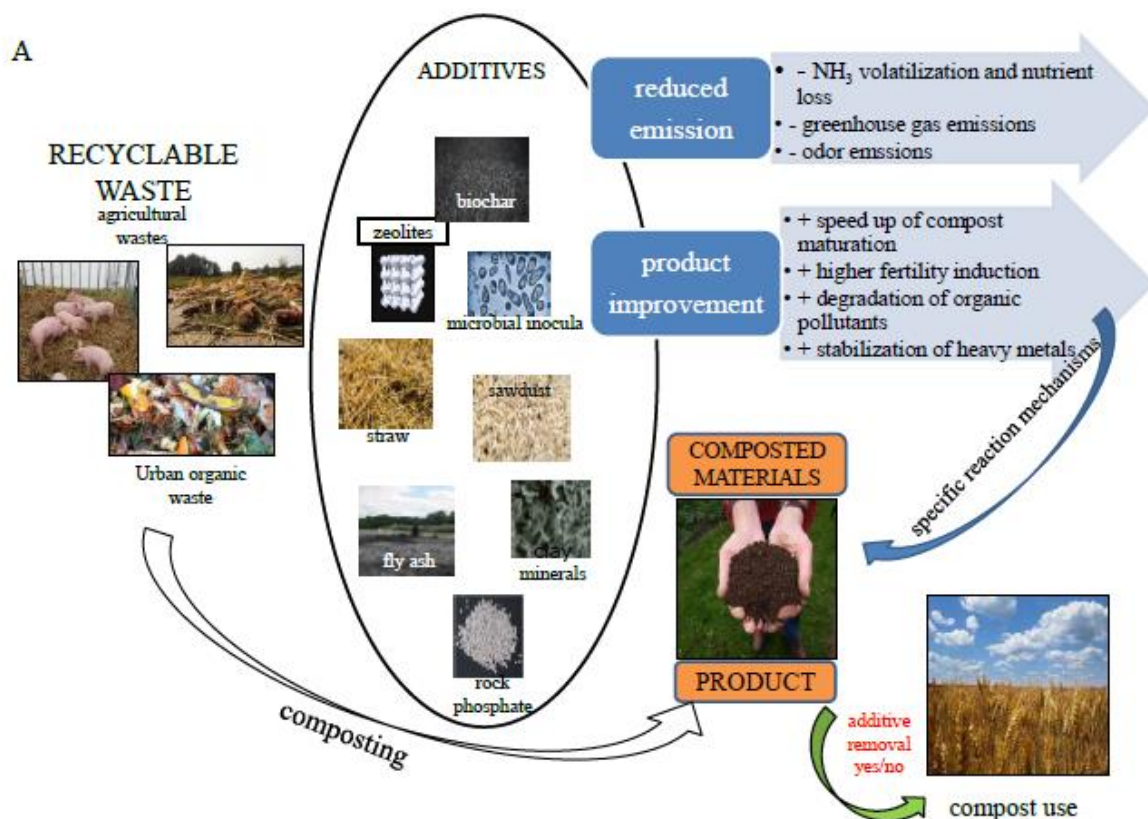 A
RECYCLABLE
WASTE
agricultural
wastes
Urban organic
waste
composting
ADDITIVES
biochar
zeolites
microbial inocula
straw
sawdust
fly ash
clay
minerals
rock
phosphate
reduced
emission
• - NH₃ volatilization and nutrient
loss
• - greenhouse gas emissions
• - odor emssions
product
improvement
• + speed up of compost
maturation
• + higher fertility induction
• + degradation of organic
pollutants
• + stabilization of heavy metals
specific reaction mechanisms
COMPOSTED
MATERIALS
PRODUCT
additive
removal
yes/no
compost use